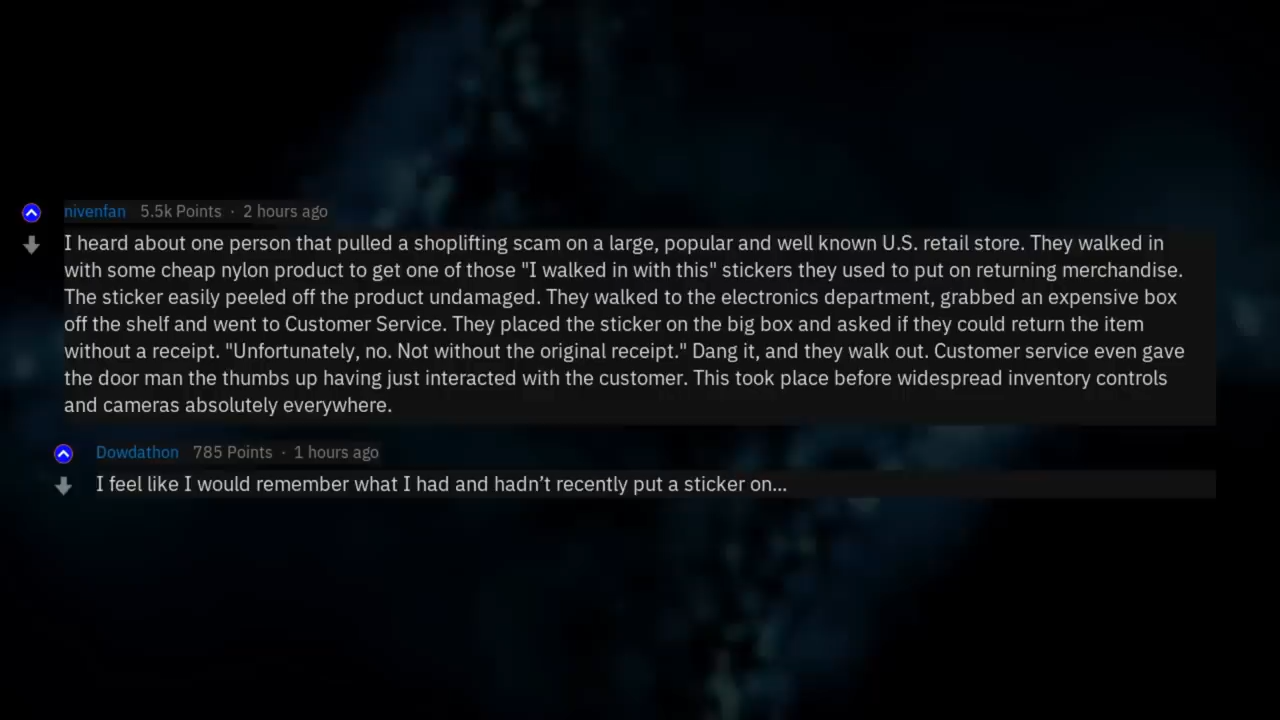 nivenfan 5.5k Points · 2 hours ago
I heard about one person that pulled a shoplifting scam on a large, popular and well known U.S. retail store. They walked in
with some cheap nylon product to get one of those "I walked in with this" stickers they used to put on returning merchandise.
The sticker easily peeled off the product undamaged. They walked to the electronics department, grabbed an expensive box
off the shelf and went to Customer Service. They placed the sticker on the big box and asked if they could return the item
without a receipt. "Unfortunately, no. Not without the original receipt." Dang it, and they walk out. Customer service even gave
the door man the thumbs up having just interacted with the customer. This took place before widespread inventory controls
and cameras absolutely everywhere.
Dowdathon 785 Points · 1 hours ago
I feel like I would remember what I had and hadn’t recently put a sticker on...